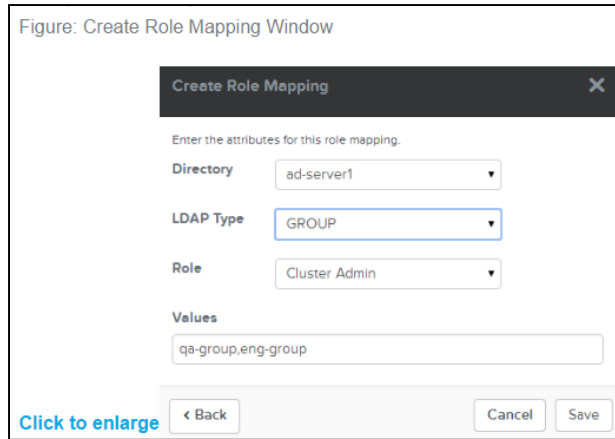 Figure: Create Role Mapping Window
Create Role Mapping
Enter the attributes for this role mapping.
Directory ad-server1
LDAP Type GROUP
Role Cluster Admin
Values
qa-group,eng-group
Click to enlarge < Back Cancel Save